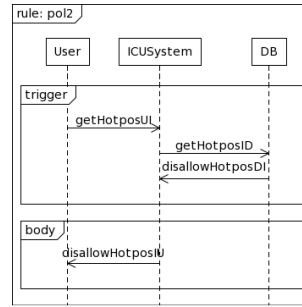 rule: pol2
User ICUSystem DB
trigger
getHotposUI
getHotposID
disallowHotposDI
body
disallowHotposIU